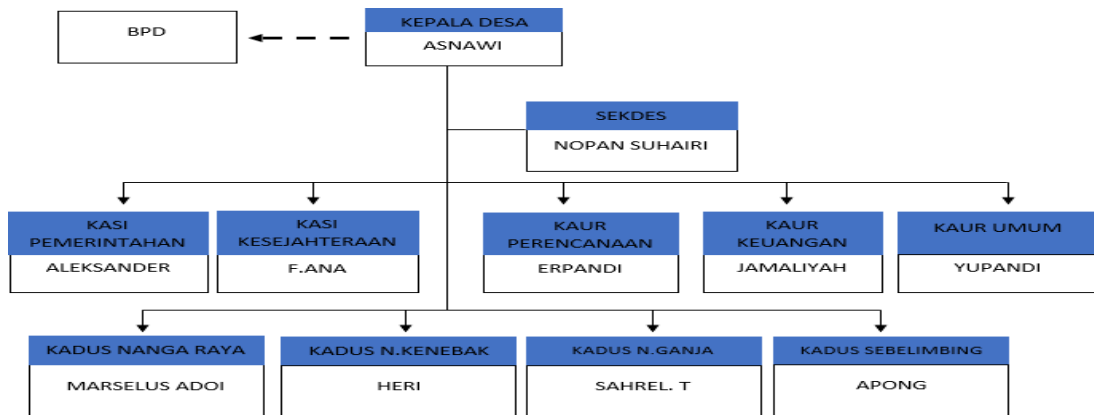 BPD
KEPALA DESA
ASNAWI
SEKDES
NOPAN SUHAIRI
KASI
PEMERINTAHAN
ALEKSANDER
KASI
KESEJAHTERAAN
F.ANA
KAUR
PERENCANAAN
ERPANDI
KAUR
KEUANGAN
JAMALIYAH
KAUR UMUM
YUPANDI
KADUS NANGA RAYA
MARSELUS ADOI
KADUS N.KENEBAK
HERI
KADUS N.GANJA
SAHREL. T
KADUS SEBELIMBING
APONG